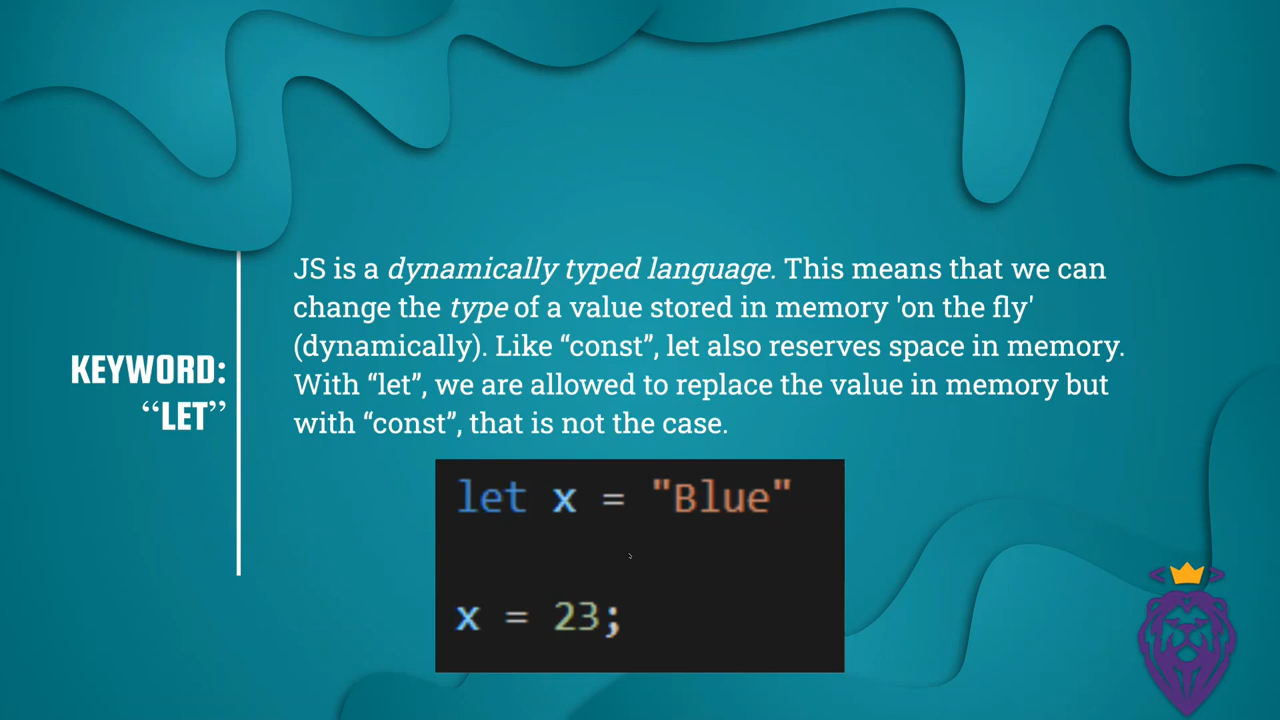 KEYWORD:
“LET”
JS is a dynamically typed language. This means that we can
change the type of a value stored in memory 'on the fly'
(dynamically). Like “const”, let also reserves space in memory.
With “let”, we are allowed to replace the value in memory but
with “const”, that is not the case.
let x = "Blue"
x = 23;